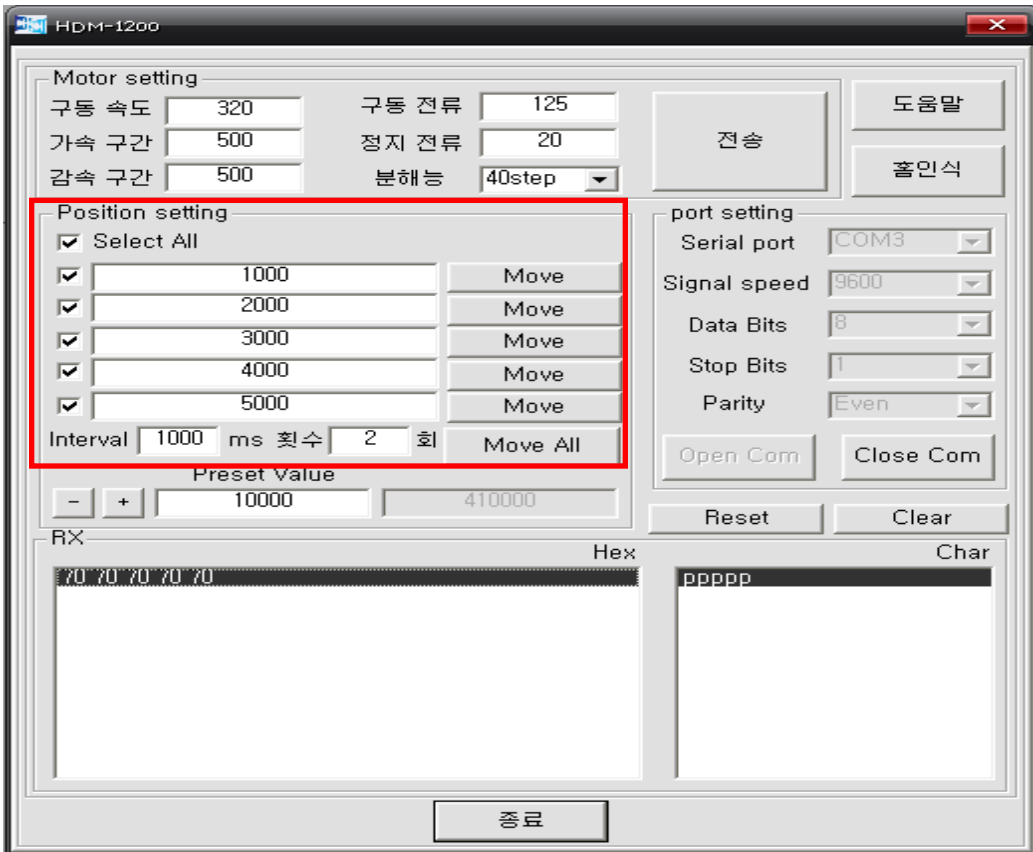 HDM-1200
Motor setting
구동 속도 320 구동 전류 125
가속 구간 500 정지 전류 20
감속 구간 500 분해능 40step
전송
도움말
홈인식
Position setting
Select All
1000 Move
2000 Move
3000 Move
4000 Move
5000 Move
Interval 1000 ms 횟수 2 회 Move All
Preset Value
- + 10000 410000
port setting
Serial port COM3
Signal speed 9600
Data Bits 8
Stop Bits 1
Parity Even
Open Com Close Com
Reset Clear
RX
Hex Char
70 70 70 70 70 ppppp
종료